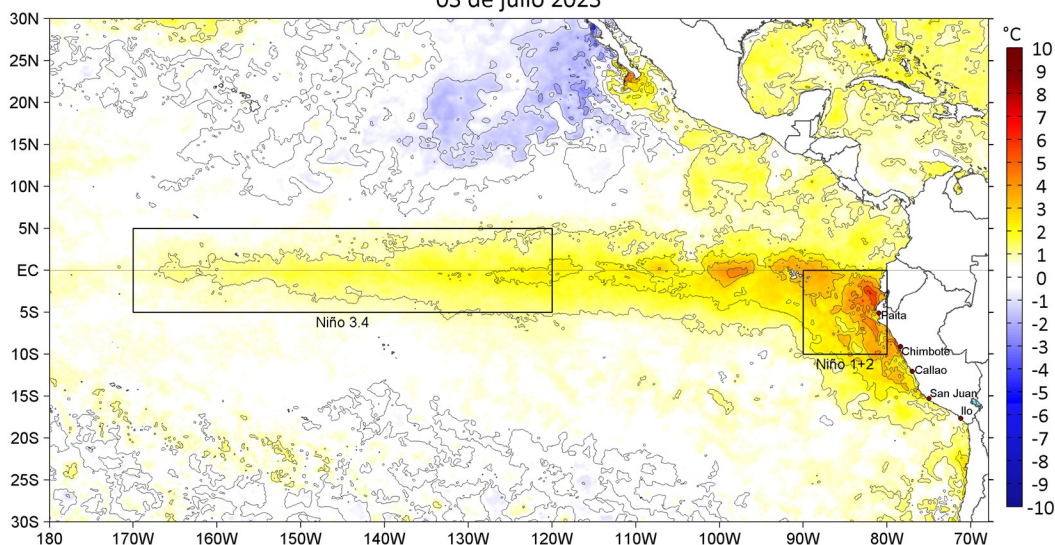 03 de julio 2023
°C
30N
25N
20N
15N
10N
5N
EC
5S
10S
15S
20S
25S
30S
180 170W 160W 150W 140W 130W 120W 110W 100W 90W 80W 70W
Niño 3.4
Niño 1+2
Paita
Chimbote
Callao
San Juan
Ilo
10
9
8
7
6
5
4
3
2
1
0
-1
-2
-3
-4
-5
-6
-7
-8
-9
-10